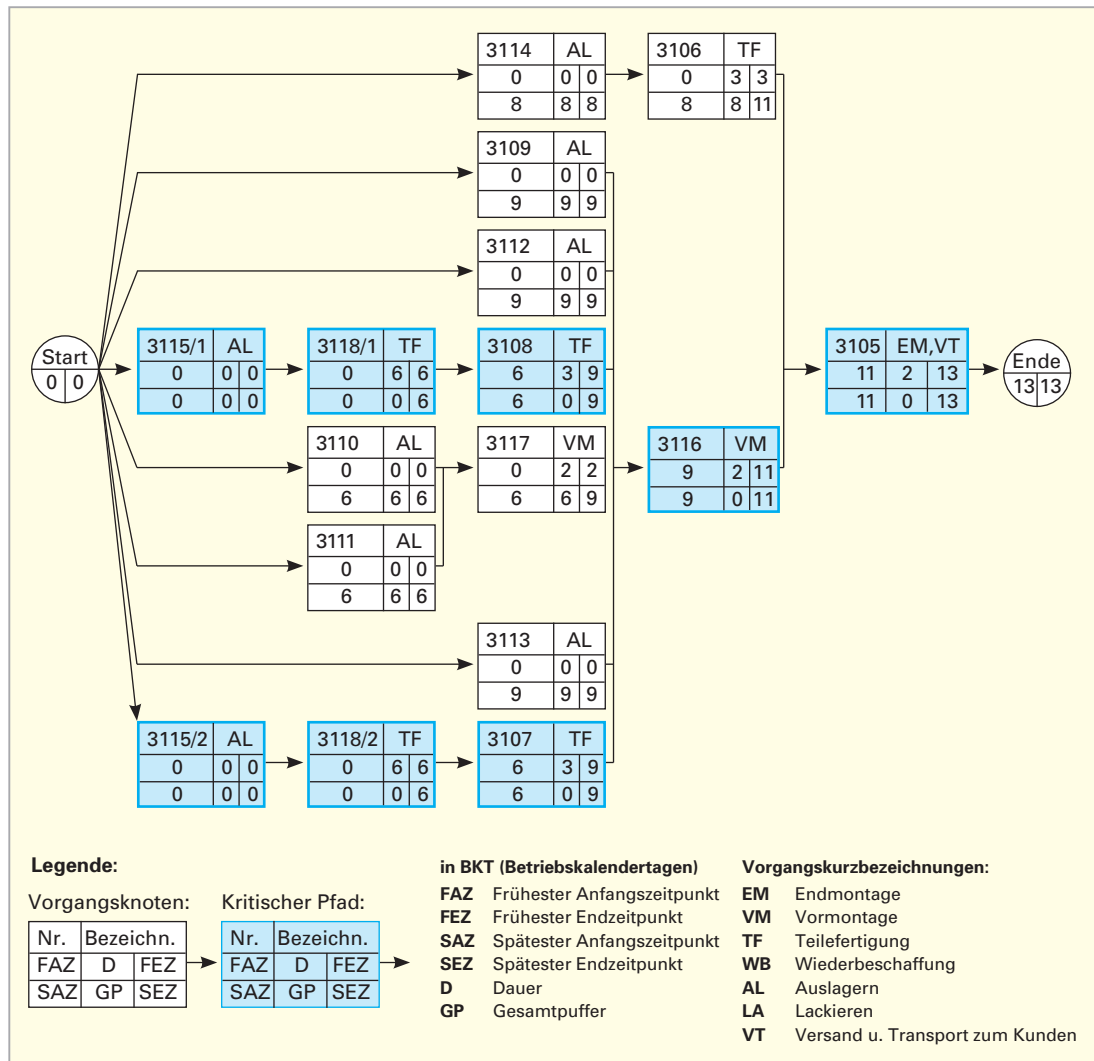 3114 AL
0 0 0
8 8 8
3106 TF
0 3 3
8 8 11
3109 AL
0 0 0
9 9 9
3112 AL
0 0 0
9 9 9
Start
0 0
3115/1 AL
0 0 0
0 0 0
3118/1 TF
0 6 6
0 0 6
3108 TF
6 3 9
6 0 9
3105 EM,VT
11 2 13
11 0 13
Ende
13 13
3110 AL
0 0 0
6 6 6
3117 VM
0 2 2
6 6 9
3116 VM
9 2 11
9 0 11
3111 AL
0 0 0
6 6 6
3113 AL
0 0 0
9 9 9
3115/2 AL
0 0 0
0 0 0
3118/2 TF
0 6 6
0 0 6
3107 TF
6 3 9
6 0 9
Legende:
Vorgangsknoten:
Nr. Bezeichn.
FAZ D FEZ
SAZ GP SEZ
Kritischer Pfad:
Nr. Bezeichn.
FAZ D FEZ
SAZ GP SEZ
in BKT (Betriebskalendertagen)
FAZ Frühester Anfangszeitpunkt
FEZ Frühester Endzeitpunkt
SAZ Spätester Anfangszeitpunkt
SEZ Spätester Endzeitpunkt
D Dauer
GP Gesamtpuffer
Vorgangskurzbezeichnungen:
EM Endmontage
VM Vormontage
TF Teilefertigung
WB Wiederbeschaffung
AL Auslagern
LA Lackieren
VT Versand u. Transport zum Kunden